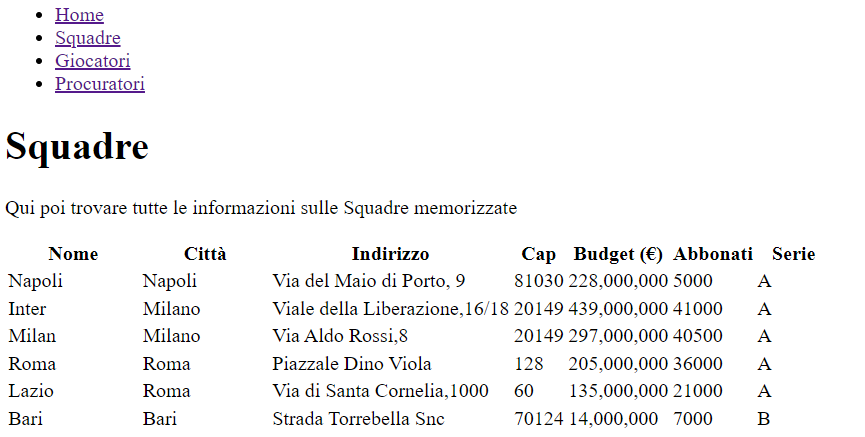 Home
Squadre
Giocatori
Procuratori
Squadre
Qui poi trovare tutte le informazioni sulle Squadre memorizzate
Nome Città Indirizzo Cap Budget (€) Abbonati Serie
Napoli Napoli Via del Maio di Porto, 9 81030 228,000,000 5000 A
Inter Milano Viale della Liberazione,16/18 20149 439,000,000 41000 A
Milan Milano Via Aldo Rossi,8 20149 297,000,000 40500 A
Roma Roma Piazzale Dino Viola 128 205,000,000 36000 A
Lazio Roma Via di Santa Cornelia,1000 60 135,000,000 21000 A
Bari Bari Strada Torrebella Snc 70124 14,000,000 7000 B